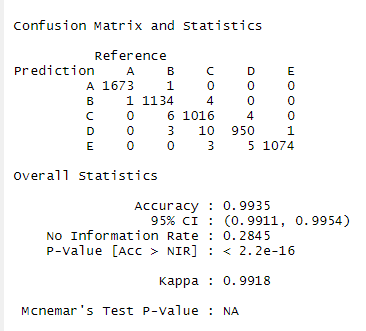 Confusion Matrix and Statistics
Reference
Prediction A B C D E
A 1673 1 0 0 0
B 1 1134 4 0 0
C 0 6 1016 4 0
D 0 3 10 950 1
E 0 0 3 5 1074
Overall Statistics
Accuracy : 0.9935
95% CI : (0.9911, 0.9954)
No Information Rate : 0.2845
P-Value [Acc > NIR] : < 2.2e-16
Kappa : 0.9918
Mcnemar's Test P-Value : NA